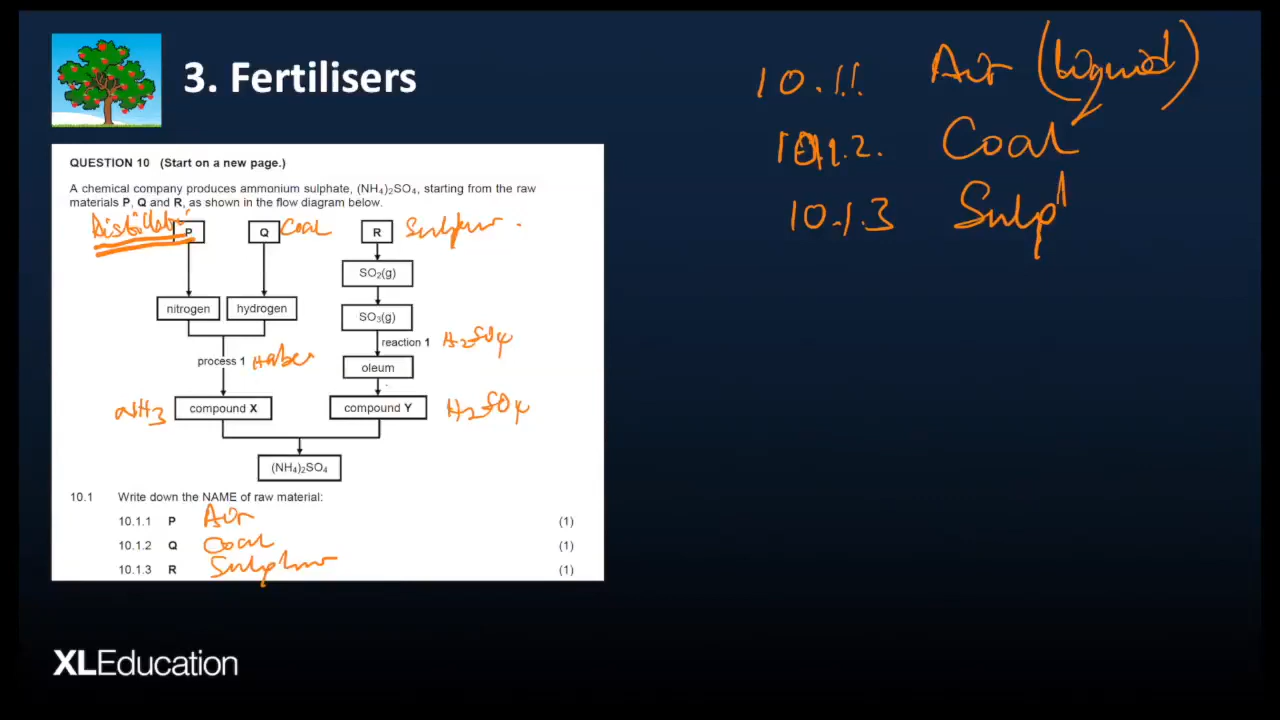 3. Fertilisers
10.1.1. Air (Liquid)
10.1.2. Coal
10.1.3 Sulph
QUESTION 10 (Start on a new page.)
A chemical company produces ammonium sulphate, (NH4)2SO4, starting from the raw
materials P, Q and R, as shown in the flow diagram below.
P Q Coal R Sulphur
SO2(g)
nitrogen hydrogen SO3(g)
reaction 1 H2SO4
process 1 Haber oleum
NH3 compound X compound Y H2SO4
(NH4)2SO4
10.1 Write down the NAME of raw material:
10.1.1 P Air (1)
10.1.2 Q Coal (1)
10.1.3 R Sulphur (1)
XLEducation